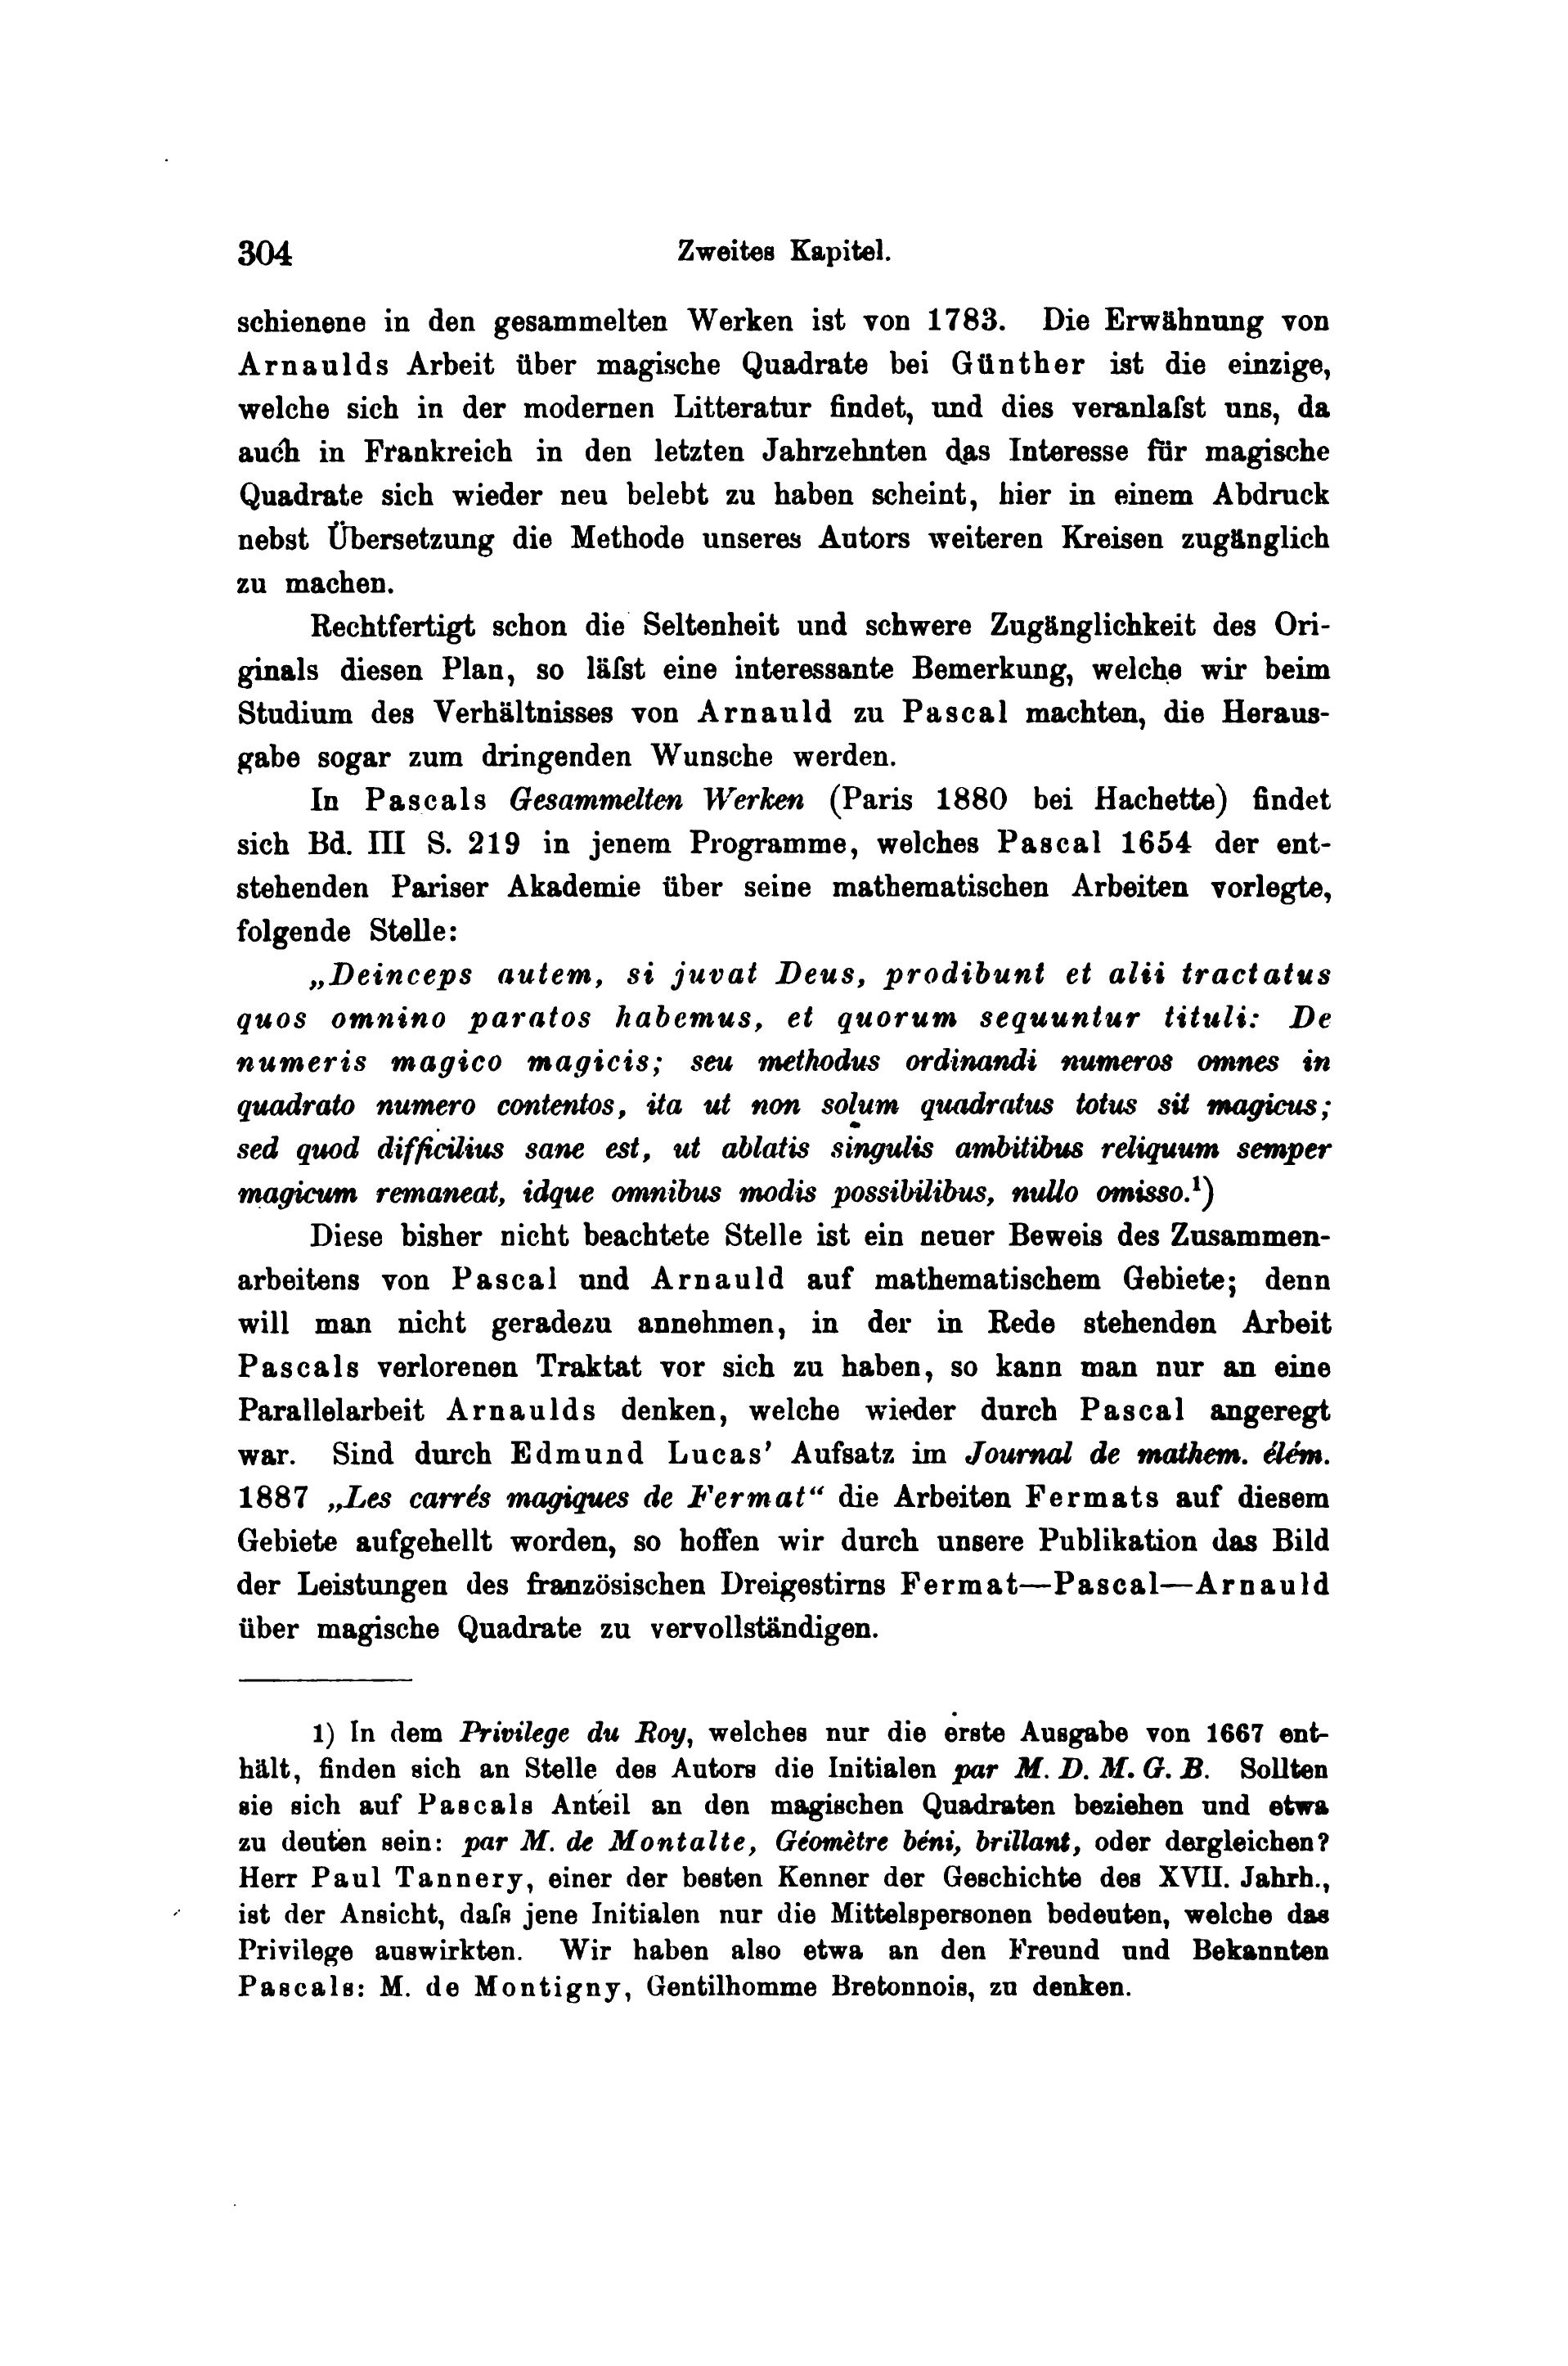 304 Zweites Kapitel.
schienene in den gesammelten Werken ist von 1783. Die Erwähnung von
Arnaulds Arbeit über magische Quadrate bei Günther ist die einzige,
welche sich in der modernen Litteratur findet, und dies veranlaſst uns, da
auch in Frankreich in den letzten Jahrzehnten das Interesse für magische
Quadrate sich wieder neu belebt zu haben scheint, hier in einem Abdruck
nebst Übersetzung die Methode unseres Autors weiteren Kreisen zugänglich
zu machen.
Rechtfertigt schon die Seltenheit und schwere Zugänglichkeit des Ori-
ginals diesen Plan, so läſst eine interessante Bemerkung, welche wir beim
Studium des Verhältnisses von Arnauld zu Pascal machten, die Heraus-
gabe sogar zum dringenden Wunsche werden.
In Pascals Gesammelten Werken (Paris 1880 bei Hachette) findet
sich Bd. III S. 219 in jenem Programme, welches Pascal 1654 der ent-
stehenden Pariser Akademie über seine mathematischen Arbeiten vorlegte,
folgende Stelle:
„Deinceps autem, si juvat Deus, prodibunt et alii tractatus
quos omnino paratos habemus, et quorum sequuntur tituli: De
numeris magico magicis; seu methodus ordinandi numeros omnes in
quadrato numero contentos, ita ut non solum quadratus totus sit magicus;
sed quod difficilius sane est, ut ablatis singulis ambitibus reliquum semper
magicum remaneat, idque omnibus modis possibilibus, nullo omisso.¹)
Diese bisher nicht beachtete Stelle ist ein neuer Beweis des Zusammen-
arbeitens von Pascal und Arnauld auf mathematischem Gebiete; denn
will man nicht geradezu annehmen, in der in Rede stehenden Arbeit
Pascals verlorenen Traktat vor sich zu haben, so kann man nur an eine
Parallelarbeit Arnaulds denken, welche wieder durch Pascal angeregt
war. Sind durch Edmund Lucas' Aufsatz im Journal de mathem. élém.
1887 „Les carrés magiques de Fermat“ die Arbeiten Fermats auf diesem
Gebiete aufgehellt worden, so hoffen wir durch unsere Publikation das Bild
der Leistungen des französischen Dreigestirns Fermat—Pascal—Arnauld
über magische Quadrate zu vervollständigen.
1) In dem Privilege du Roy, welches nur die erste Ausgabe von 1667 ent-
hält, finden sich an Stelle des Autors die Initialen par M. D. M. G. B. Sollten
sie sich auf Pascals Anteil an den magischen Quadraten beziehen und etwa
zu deuten sein: par M. de Montalte, Géomètre béni, brillant, oder dergleichen?
Herr Paul Tannery, einer der besten Kenner der Geschichte des XVII. Jahrh.,
ist der Ansicht, daſs jene Initialen nur die Mittelspersonen bedeuten, welche das
Privilege auswirkten. Wir haben also etwa an den Freund und Bekannten
Pascals: M. de Montigny, Gentilhomme Bretonnois, zu denken.